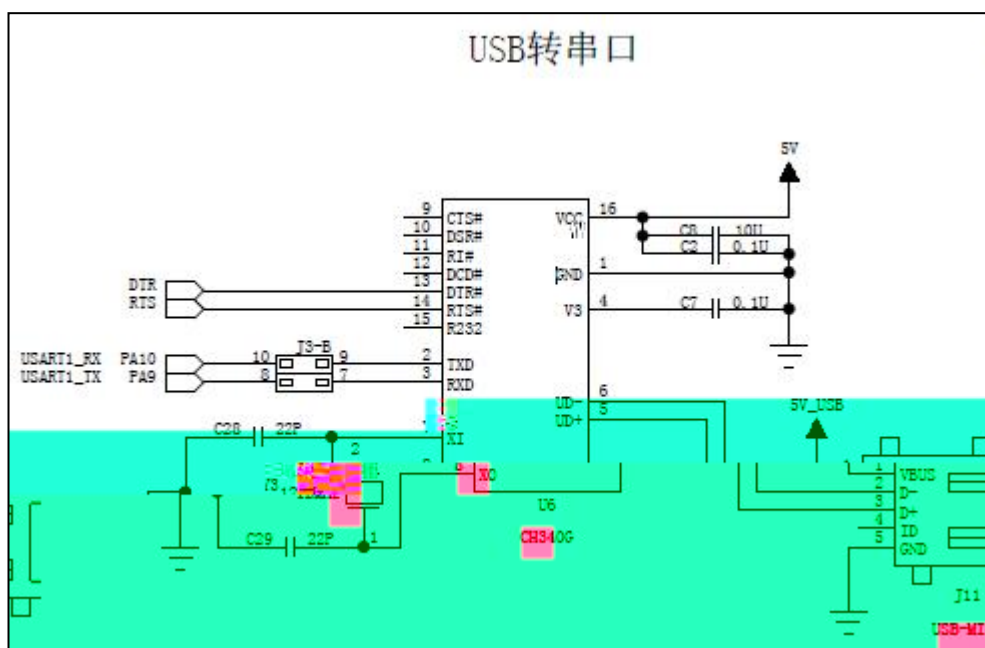 USB转串口
5V
9 CTS# VCC 16
10 DSR# C8 10U
11 RI# C2 0.1U
12 DCD# GND 1
DTR 13 DTR#
RTS 14 RTS# V3 4 C7 0.1U
15 R232
J3-B
USART1_RX PA10 10 9 2 TXD
USART1_TX PA9 8 7 3 RXD
UD- 6
UD+ 5
5V_USB
C28 22P XI
2
XO
1 VBUS
2 D-
3 D+
4 ID
5 GND
U6
C29 22P 1
CH340G
J11